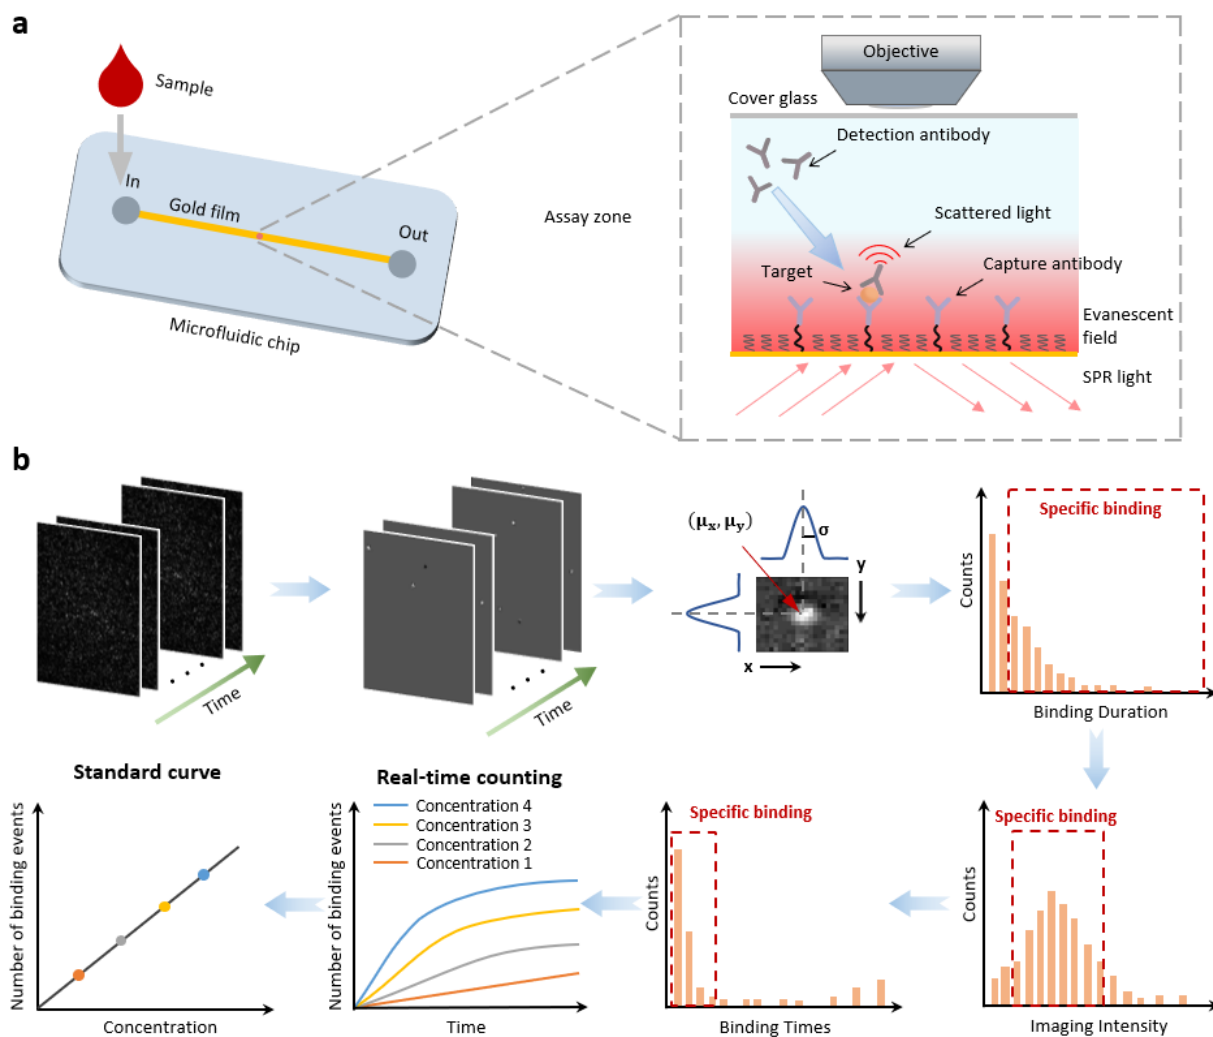 a
Sample
In
Gold film
Out
Microfluidic chip
Assay zone
Objective
Cover glass
Detection antibody
Scattered light
Target
Capture antibody
Evanescent
field
SPR light
b
Time
Time
(μx, μy)
σ
y
x
Specific binding
Counts
Binding Duration
Standard curve
Number of binding events
Concentration
Real-time counting
Concentration 4
Concentration 3
Concentration 2
Concentration 1
Number of binding events
Time
Specific binding
Counts
Binding Times
Specific binding
Counts
Imaging Intensity